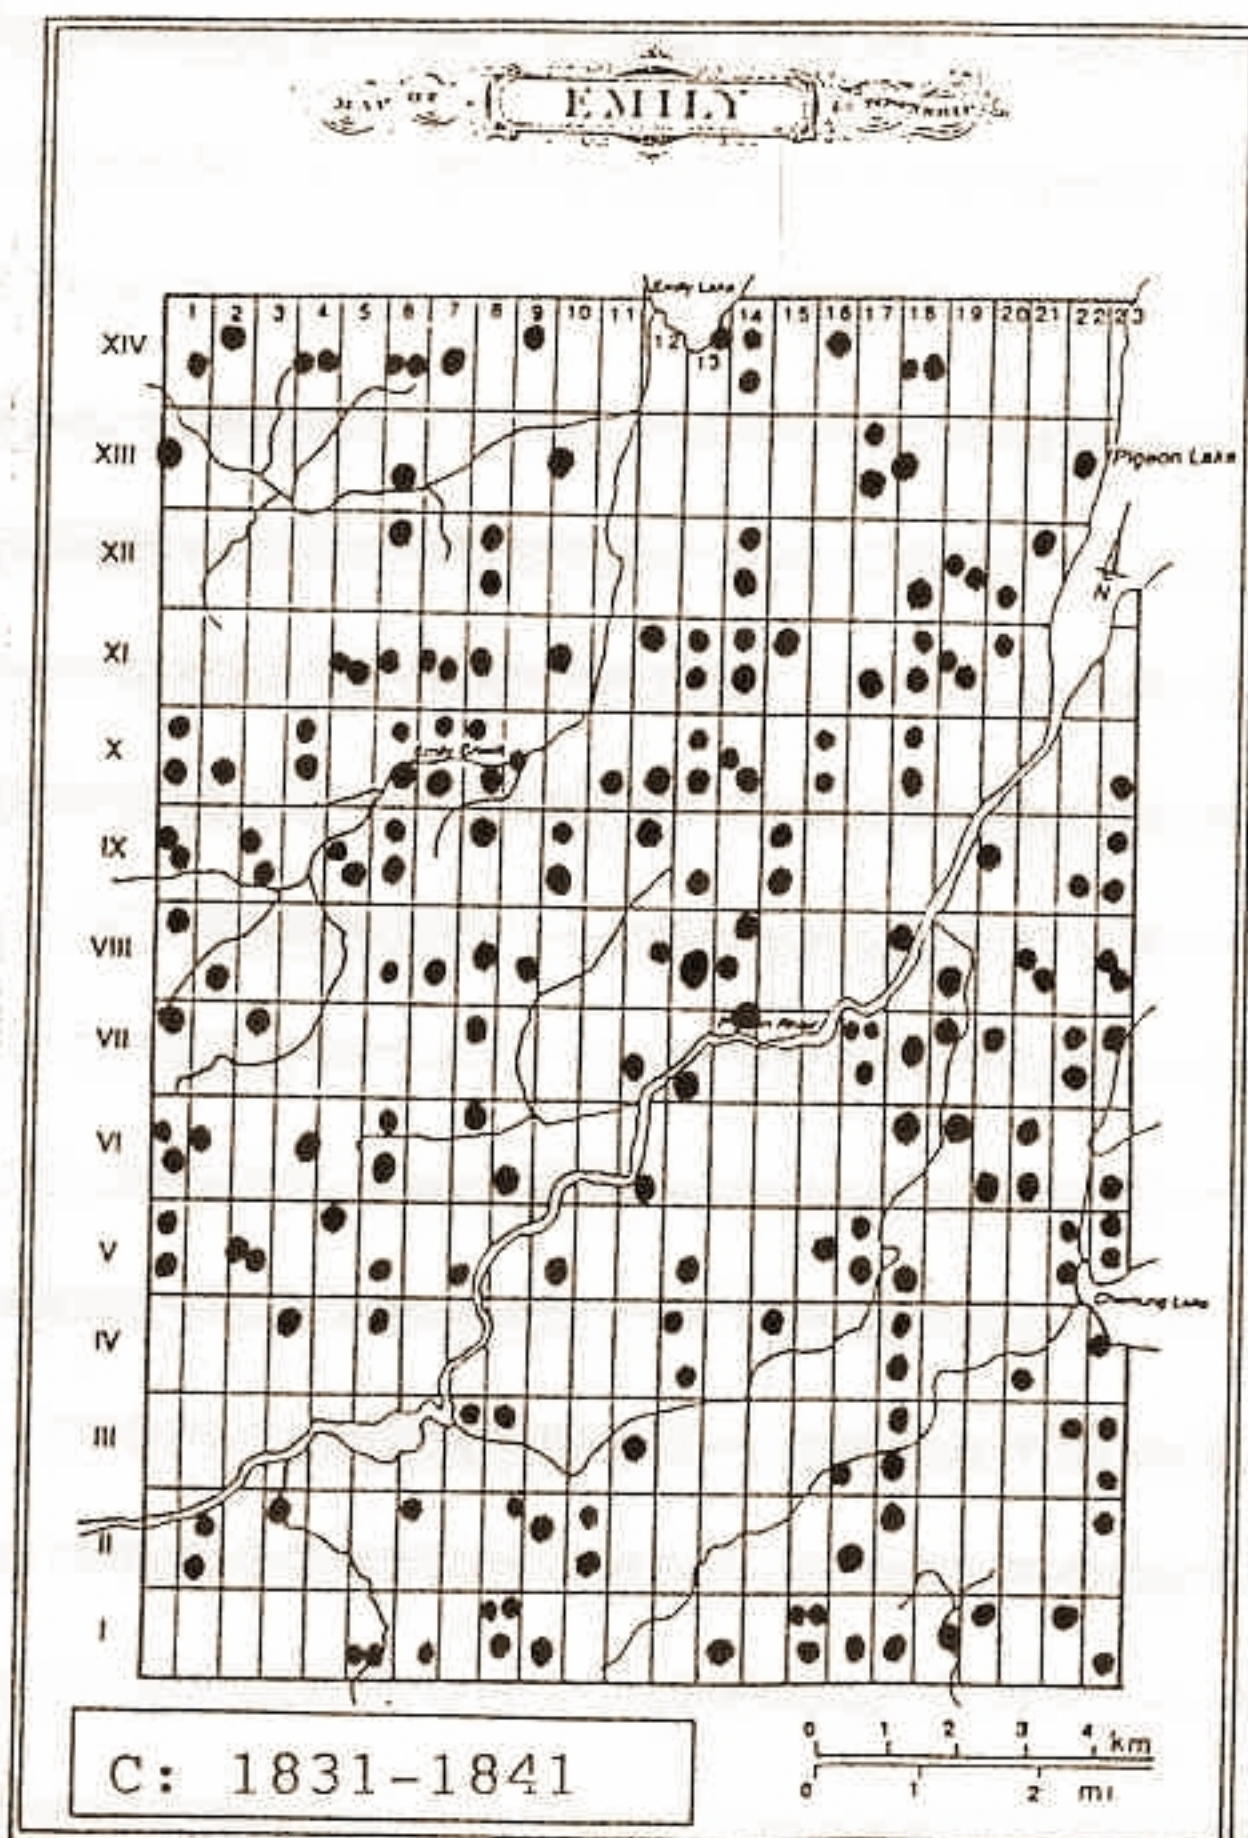 MAP OF EMILY TOWNSHIP
Emily Lake
1 2 3 4 5 6 7 8 9 10 11 12 13 14 15 16 17 18 19 20 21 22 23
XIV
XIII
Pigeon Lake
XII
N
XI
X
Emily Creek
IX
VIII
VII
Pigeon River
VI
V
Chemung Lake
IV
III
II
I
C: 1831-1841
0 1 2 3 4 km
0 1 2 mi.